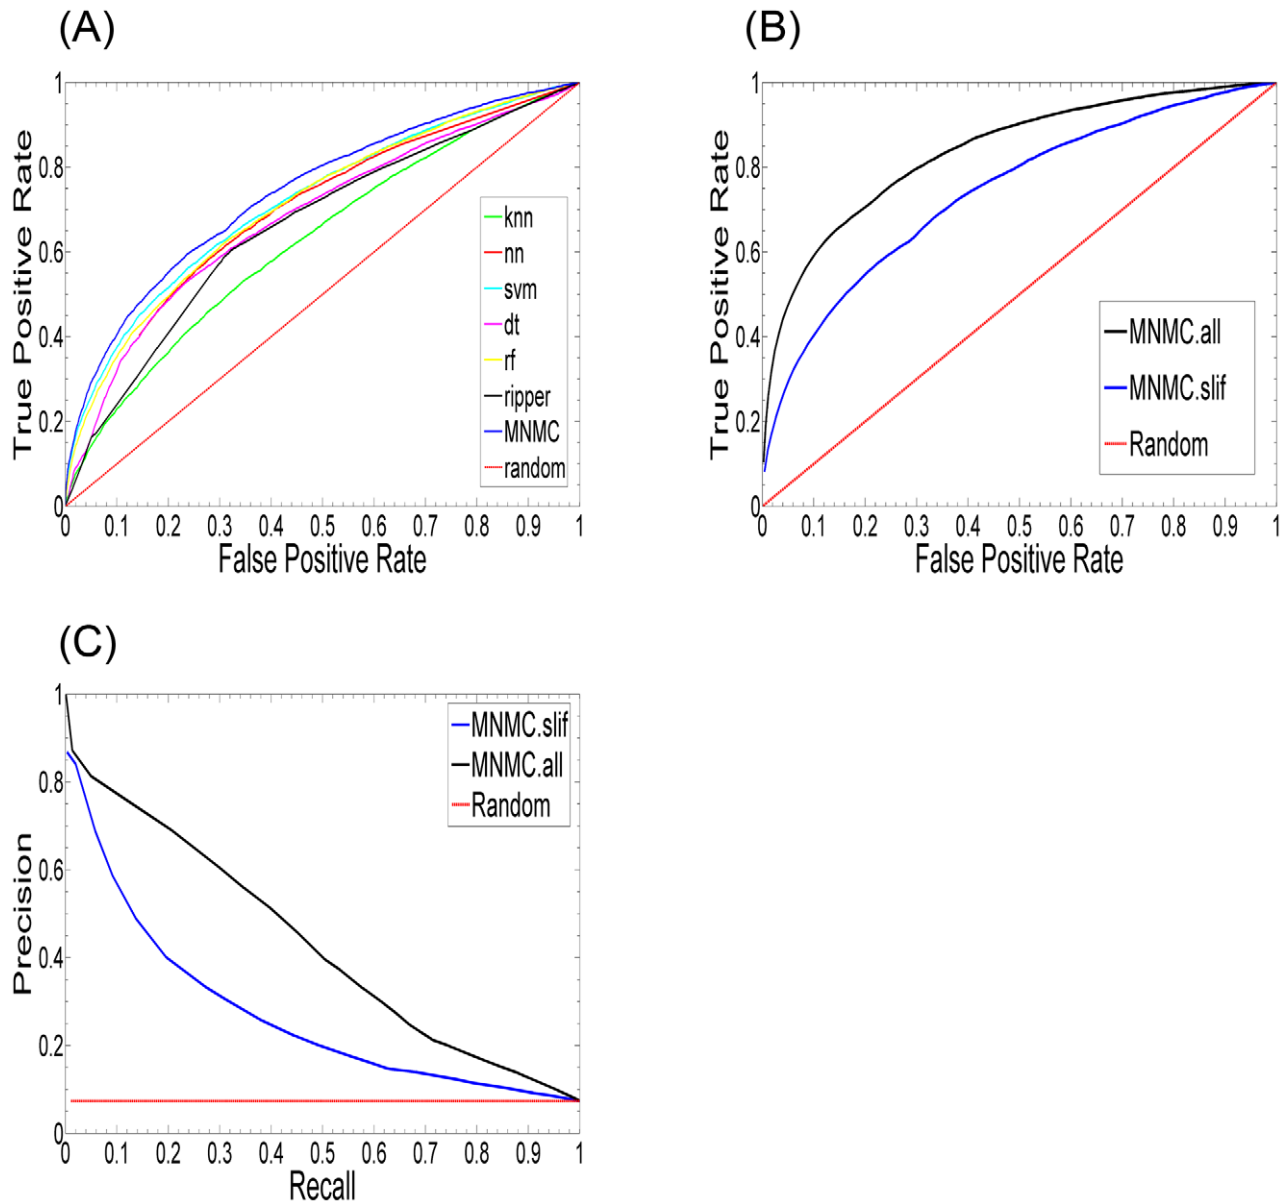 (A)
True Positive Rate
1
0.8
0.6
0.4
0.2
0
0 0.1 0.2 0.3 0.4 0.5 0.6 0.7 0.8 0.9 1
False Positive Rate
knn
nn
svm
dt
rf
ripper
MNMC
random
(B)
True Positive Rate
1
0.8
0.6
0.4
0.2
0
0 0.1 0.2 0.3 0.4 0.5 0.6 0.7 0.8 0.9 1
False Positive Rate
MNMC.all
MNMC.slif
Random
(C)
Precision
1
0.8
0.6
0.4
0.2
0
0 0.1 0.2 0.3 0.4 0.5 0.6 0.7 0.8 0.9 1
Recall
MNMC.slif
MNMC.all
Random